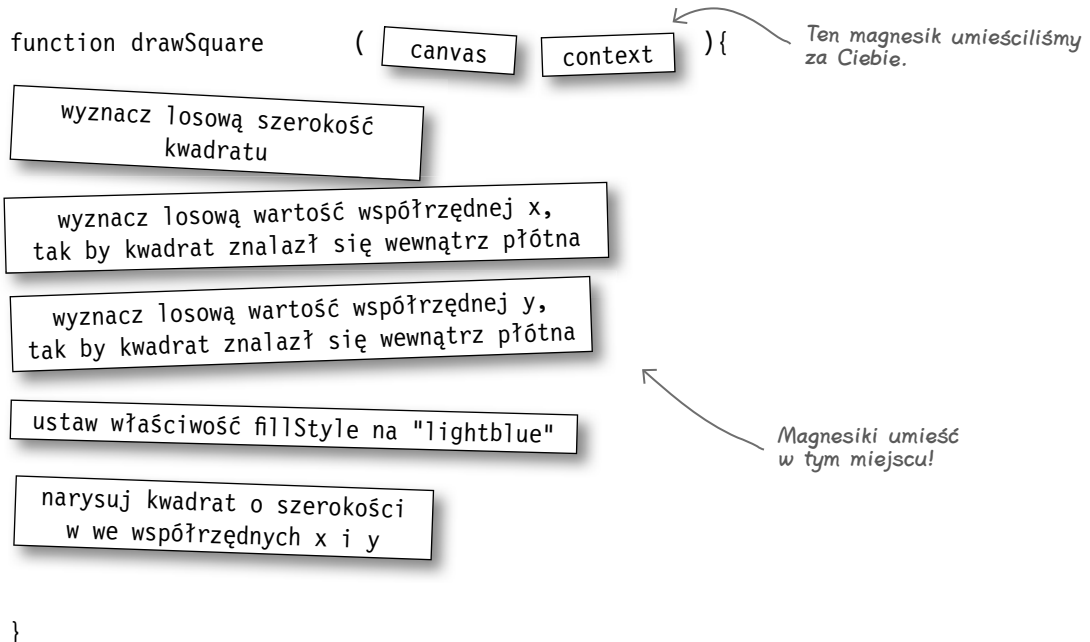 function drawSquare ( canvas context ) {
Ten magnesik umieściliśmy
za Ciebie.
wyznacz losową szerokość
kwadratu
wyznacz losową wartość współrzędnej x,
tak by kwadrat znalazł się wewnątrz płótna
wyznacz losową wartość współrzędnej y,
tak by kwadrat znalazł się wewnątrz płótna
ustaw właściwość fillStyle na "lightblue"
Magnesiki umieść
w tym miejscu!
narysuj kwadrat o szerokości
w we współrzędnych x i y
}